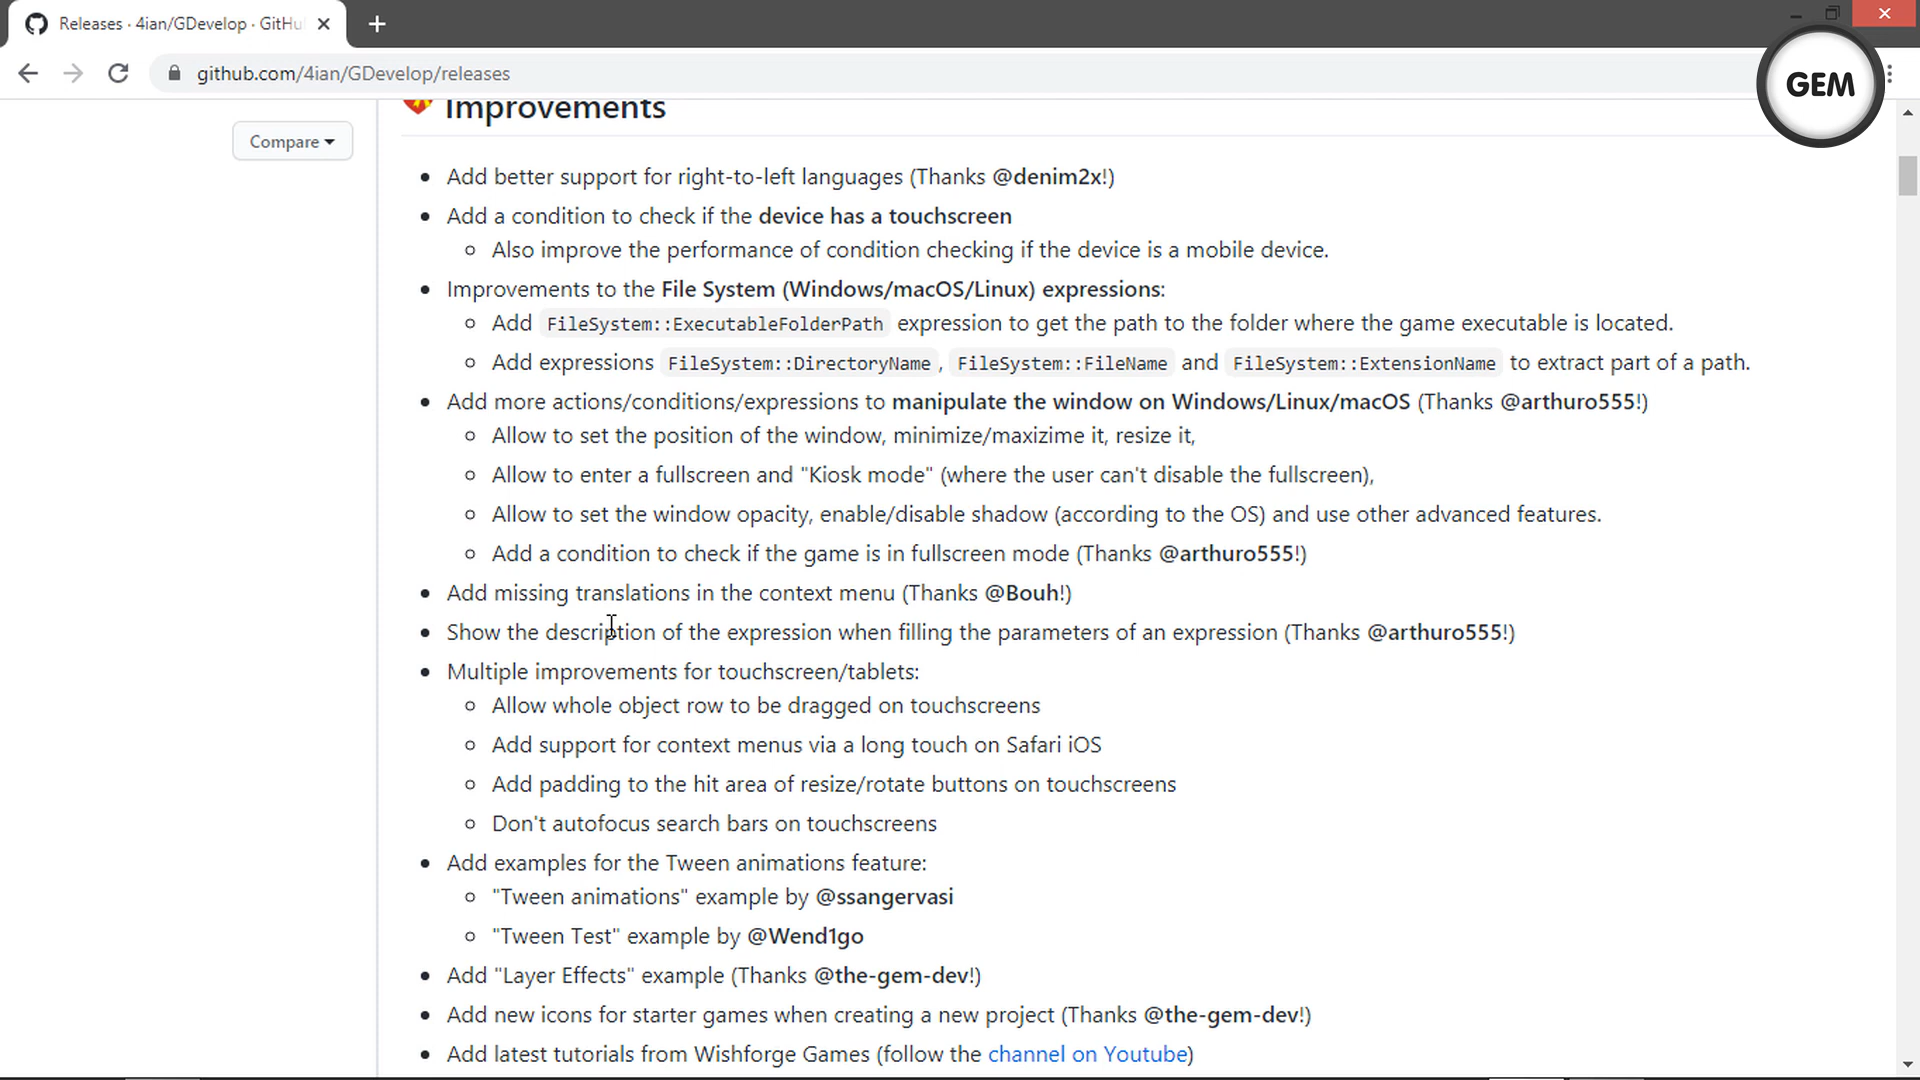 Releases · 4ian/GDevelop · GitHu
github.com/4ian/GDevelop/releases
GEM
Improvements
Compare
Add better support for right-to-left languages (Thanks @denim2x!)
Add a condition to check if the device has a touchscreen
Also improve the performance of condition checking if the device is a mobile device.
Improvements to the File System (Windows/macOS/Linux) expressions:
Add FileSystem::ExecutableFolderPath expression to get the path to the folder where the game executable is located.
Add expressions FileSystem::DirectoryName, FileSystem::FileName and FileSystem::ExtensionName to extract part of a path.
Add more actions/conditions/expressions to manipulate the window on Windows/Linux/macOS (Thanks @arthuro555!)
Allow to set the position of the window, minimize/maxizime it, resize it,
Allow to enter a fullscreen and "Kiosk mode" (where the user can't disable the fullscreen),
Allow to set the window opacity, enable/disable shadow (according to the OS) and use other advanced features.
Add a condition to check if the game is in fullscreen mode (Thanks @arthuro555!)
Add missing translations in the context menu (Thanks @Bouh!)
Show the description of the expression when filling the parameters of an expression (Thanks @arthuro555!)
Multiple improvements for touchscreen/tablets:
Allow whole object row to be dragged on touchscreens
Add support for context menus via a long touch on Safari iOS
Add padding to the hit area of resize/rotate buttons on touchscreens
Don't autofocus search bars on touchscreens
Add examples for the Tween animations feature:
"Tween animations" example by @ssangervasi
"Tween Test" example by @Wend1go
Add "Layer Effects" example (Thanks @the-gem-dev!)
Add new icons for starter games when creating a new project (Thanks @the-gem-dev!)
Add latest tutorials from Wishforge Games (follow the channel on Youtube)